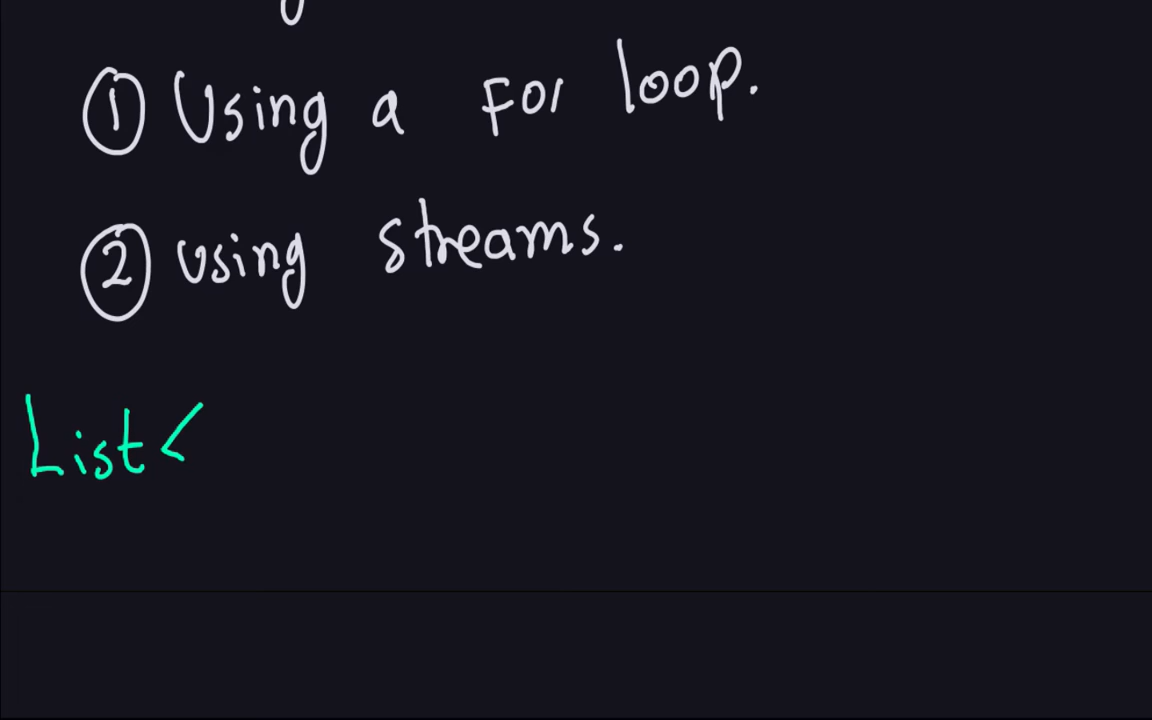 ① Using a For loop.
② using streams.
List<